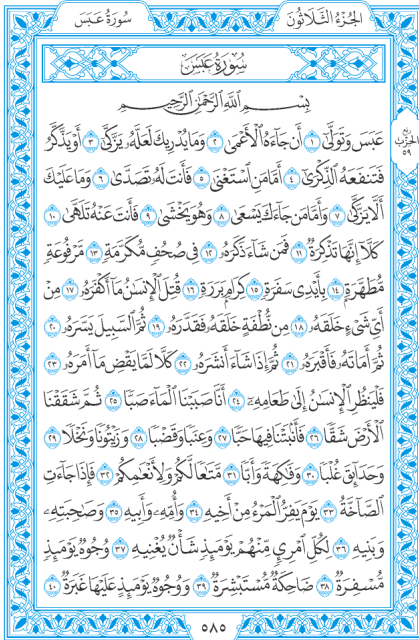 سُورَةُ عَبَسَ
الجُزْءُ الثَّلَاثُونَ
سُورَةُ عَبَسَ
بِسْمِ ٱللَّهِ ٱلرَّحْمَٰنِ ٱلرَّحِيمِ
عَبَسَ وَتَوَلَّىٰٓ ١ أَن جَآءَهُ ٱلْأَعْمَىٰ ٢ وَمَا يُدْرِيكَ لَعَلَّهُۥ يَزَّكَّىٰٓ ٣ أَوْ يَذَّكَّرُ
فَتَنفَعَهُ ٱلذِّكْرَىٰٓ ٤ أَمَّا مَنِ ٱسْتَغْنَىٰ ٥ فَأَنتَ لَهُۥ تَصَدَّىٰ ٦ وَمَا عَلَيْكَ
أَلَّا يَزَّكَّىٰ ٧ وَأَمَّا مَن جَآءَكَ يَسْعَىٰ ٨ وَهُوَ يَخْشَىٰ ٩ فَأَنتَ عَنْهُ تَلَهَّىٰ ١٠
كَلَّآ إِنَّهَا تَذْكِرَةٌ ١١ فَمَن شَآءَ ذَكَرَهُۥ ١٢ فِى صُحُفٍ مُّكَرَّمَةٍ ١٣ مَّرْفُوعَةٍ
مُّطَهَّرَةٍۭ ١٤ بِأَيْدِى سَفَرَةٍ ١٥ كِرَامٍۭ بَرَرَةٍ ١٦ قُتِلَ ٱلْإِنسَٰنُ مَآ أَكْفَرَهُۥ ١٧ مِنْ
أَىِّ شَىْءٍ خَلَقَهُۥ ١٨ مِن نُّطْفَةٍ خَلَقَهُۥ فَقَدَّرَهُۥ ١٩ ثُمَّ ٱلسَّبِيلَ يَسَّرَهُۥ ٢٠
ثُمَّ أَمَاتَهُۥ فَأَقْبَرَهُۥ ٢١ ثُمَّ إِذَا شَآءَ أَنشَرَهُۥ ٢٢ كَلَّا لَمَّا يَقْضِ مَآ أَمَرَهُۥ ٢٣
فَلْيَنظُرِ ٱلْإِنسَٰنُ إِلَىٰ طَعَامِهِۦٓ ٢٤ أَنَّا صَبَبْنَا ٱلْمَآءَ صَبًّا ٢٥ ثُمَّ شَقَقْنَا
ٱلْأَرْضَ شَقًّا ٢٦ فَأَنۢبَتْنَا فِيهَا حَبًّا ٢٧ وَعِنَبًا وَقَضْبًا ٢٨ وَزَيْتُونًا وَنَخْلًا ٢٩
وَحَدَآئِقَ غُلْبًا ٣٠ وَفَٰكِهَةً وَأَبًّا ٣١ مَّتَٰعًا لَّكُمْ وَلِأَنْعَٰمِكُمْ ٣٢ فَإِذَا جَآءَتِ
ٱلصَّآخَّةُ ٣٣ يَوْمَ يَفِرُّ ٱلْمَرْءُ مِنْ أَخِيهِ ٣٤ وَأُمِّهِۦ وَأَبِيهِ ٣٥ وَصَٰحِبَتِهِۦ
وَبَنِيهِ ٣٦ لِكُلِّ ٱمْرِئٍ مِّنْهُمْ يَوْمَئِذٍ شَأْنٌ يُغْنِيهِ ٣٧ وُجُوهٌ يَوْمَئِذٍ
مُّسْفِرَةٌ ٣٨ ضَاحِكَةٌ مُّسْتَبْشِرَةٌ ٣٩ وَوُجُوهٌ يَوْمَئِذٍ عَلَيْهَا غَبَرَةٌ ٤٠
ربع
الحزب
٥٩
٥٨٥